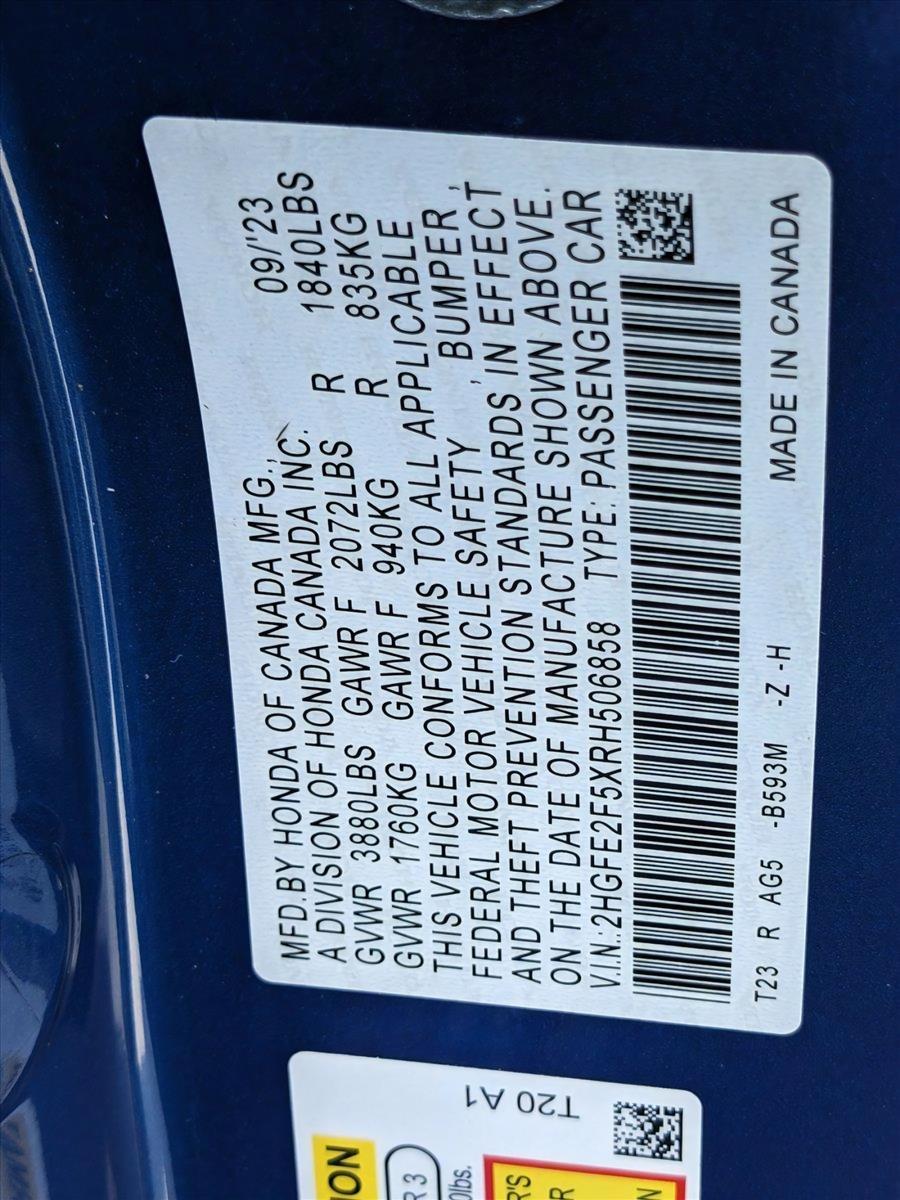 MFD.BY HONDA OF CANADA MFG., 09/'23
A DIVISION OF HONDA CANADA INC.
GVWR 3880LBS GAWR F 2072LBS R 1840LBS
GVWR 1760KG GAWR F 940KG R 835KG
THIS VEHICLE CONFORMS TO ALL APPLICABLE
FEDERAL MOTOR VEHICLE SAFETY , BUMPER ,
AND THEFT PREVENTION STANDARDS IN EFFECT
ON THE DATE OF MANUFACTURE SHOWN ABOVE.
V.I.N.:2HGFE2F5XRH506858 TYPE: PASSENGER CAR
T23 R AG5 -B593M -Z -H MADE IN CANADA
T20 A1